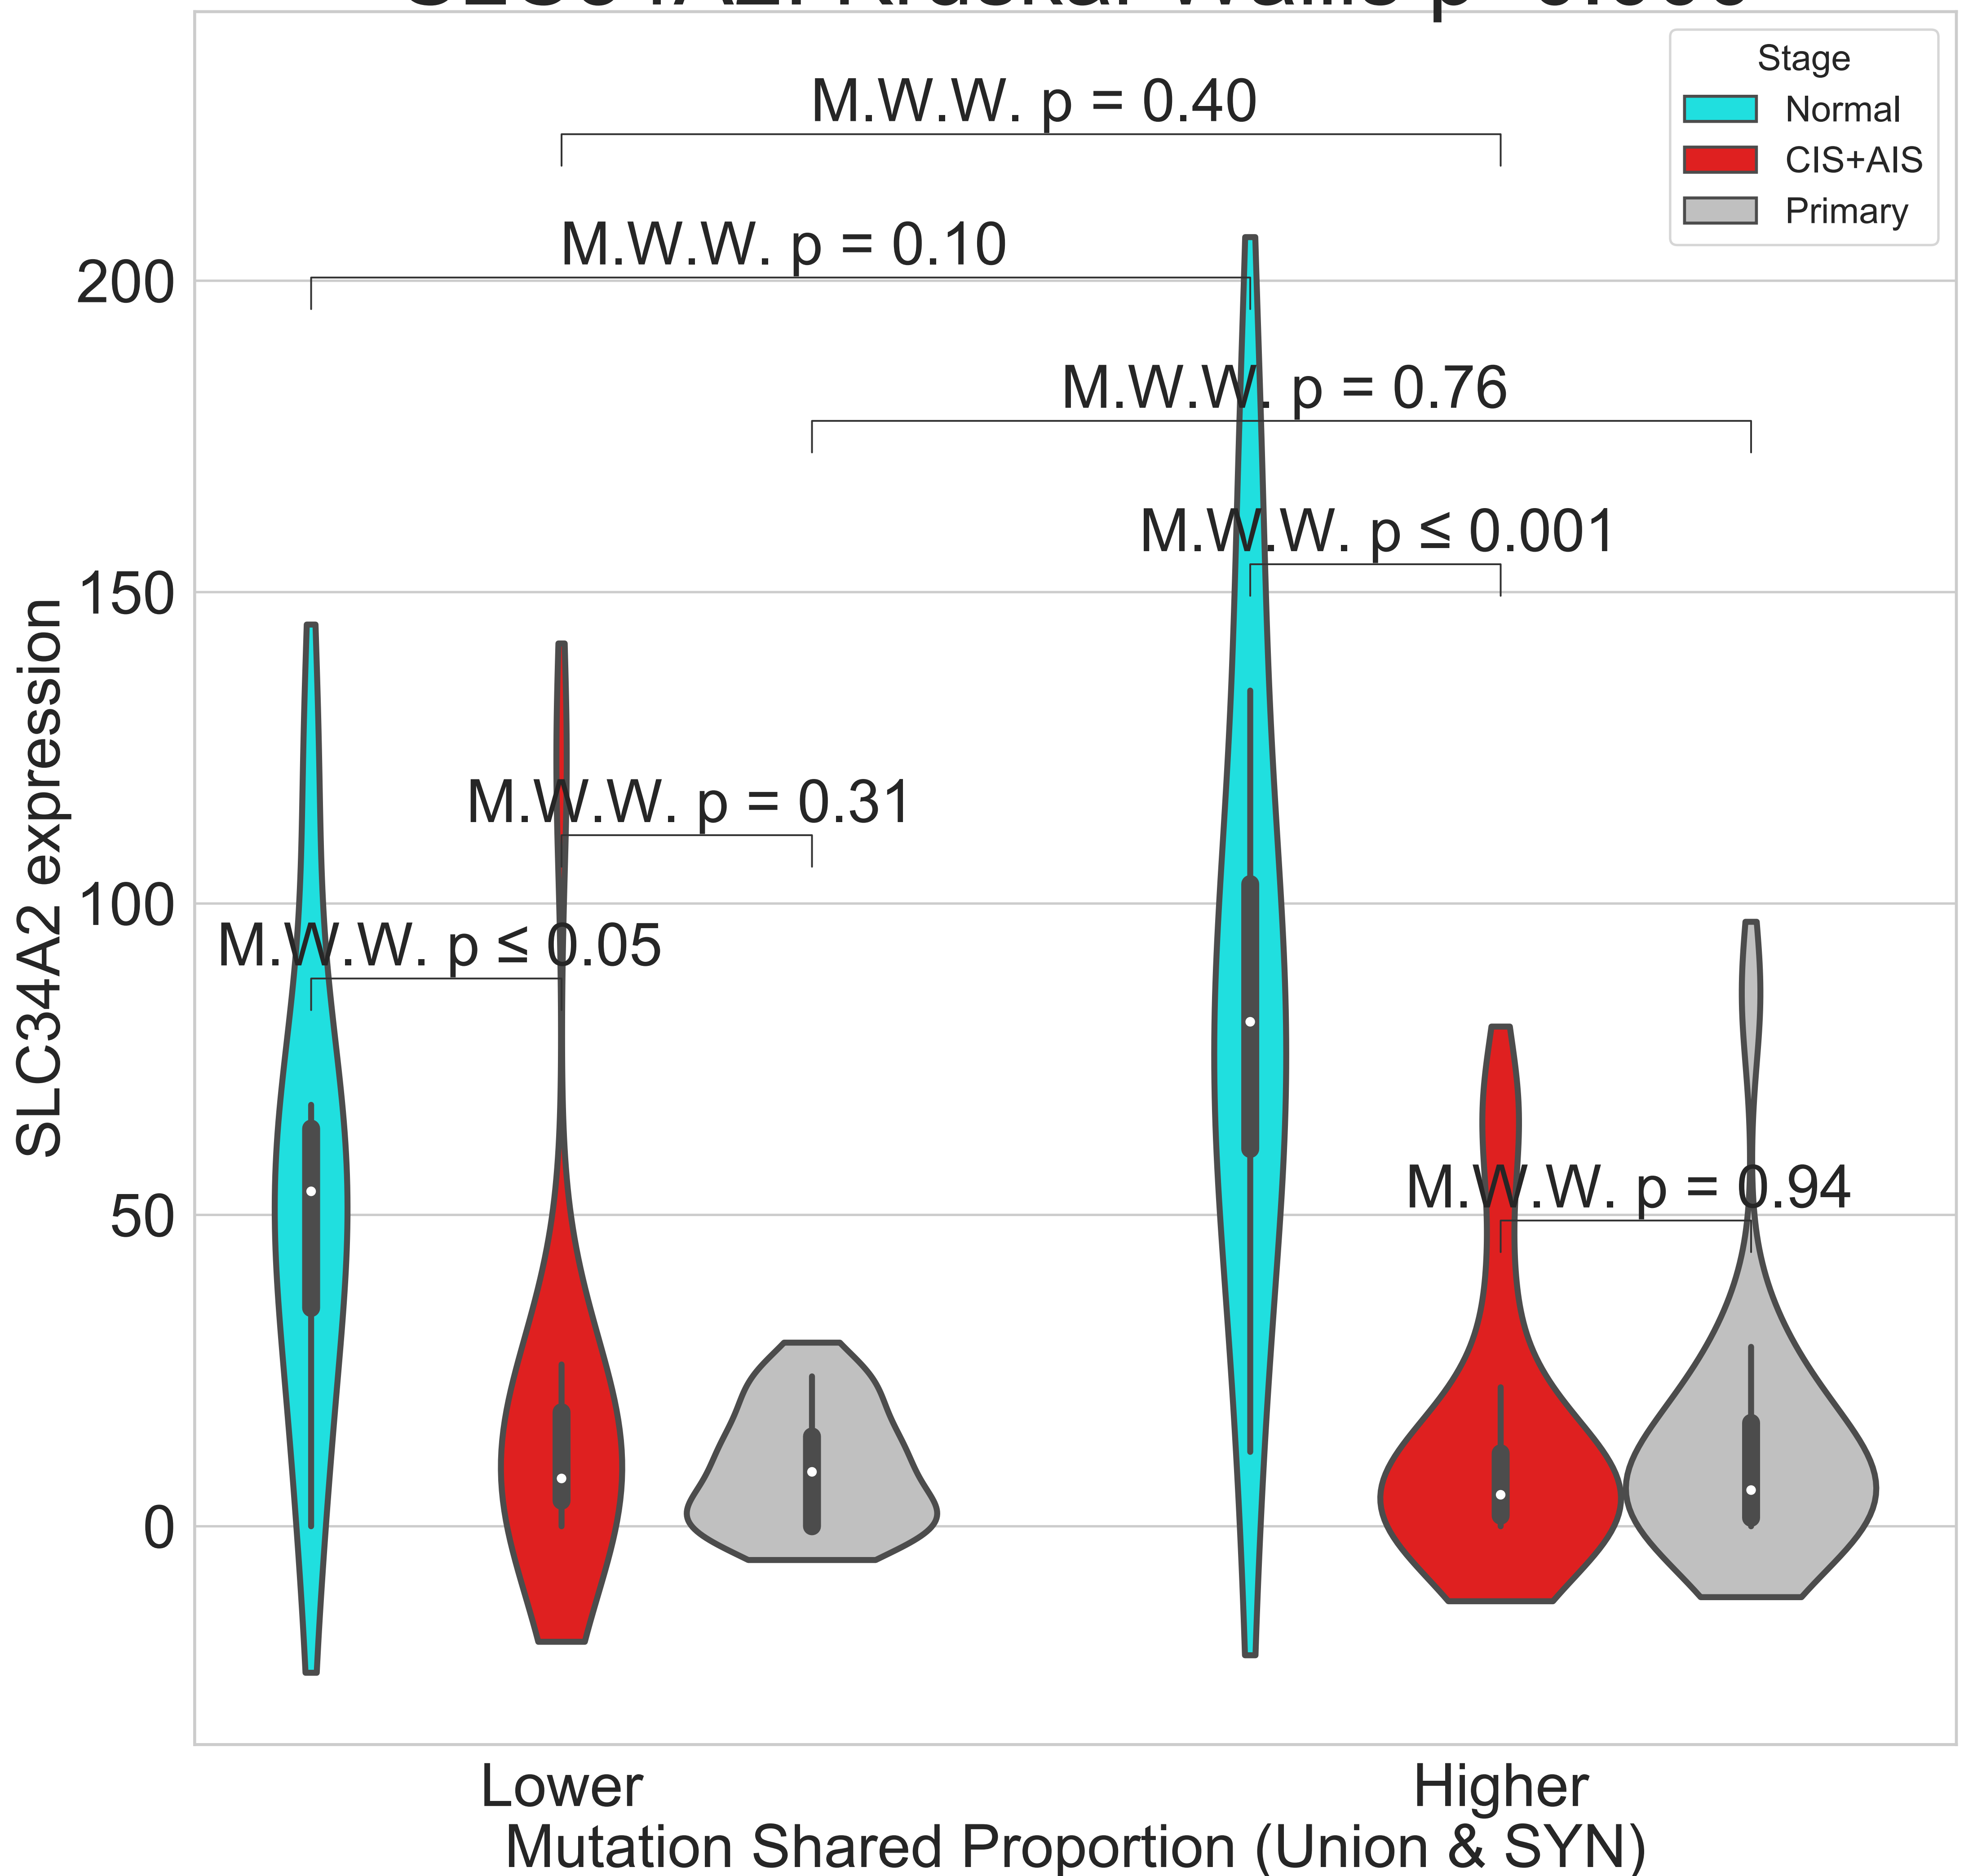 Stage
Normal
CIS+AIS
Primary
M.W.W. p = 0.40
M.W.W. p = 0.10
M.W.W. p = 0.76
M.W.W. p ≤ 0.001
M.W.W. p = 0.31
M.W.W. p ≤ 0.05
M.W.W. p = 0.94
200
150
100
50
0
SLC34A2 expression
Lower
Higher
Mutation Shared Proportion (Union & SYN)